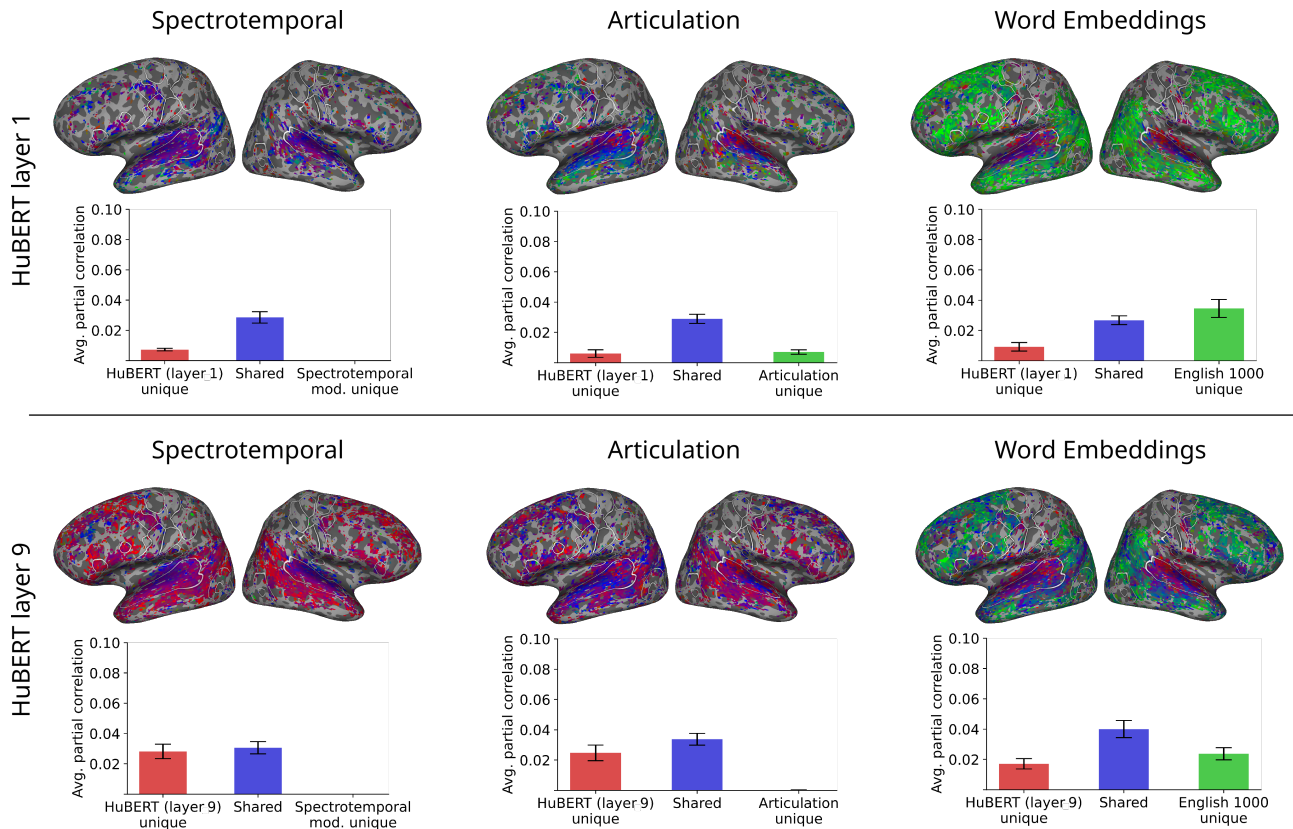 Spectrotemporal
Articulation
Word Embeddings
HuBERT layer 1
Avg. partial correlation
0.10
0.08
0.06
0.04
0.02
HuBERT (layer 1)
unique
Shared
Spectrotemporal
mod. unique
Avg. partial correlation
0.10
0.08
0.06
0.04
0.02
HuBERT (layer 1)
unique
Shared
Articulation
unique
Avg. partial correlation
0.10
0.08
0.06
0.04
0.02
HuBERT (layer 1)
unique
Shared
English 1000
unique
Spectrotemporal
Articulation
Word Embeddings
HuBERT layer 9
Avg. partial correlation
0.10
0.08
0.06
0.04
0.02
HuBERT (layer 9)
unique
Shared
Spectrotemporal
mod. unique
Avg. partial correlation
0.10
0.08
0.06
0.04
0.02
HuBERT (layer 9)
unique
Shared
Articulation
unique
Avg. partial correlation
0.10
0.08
0.06
0.04
0.02
HuBERT (layer 9)
unique
Shared
English 1000
unique